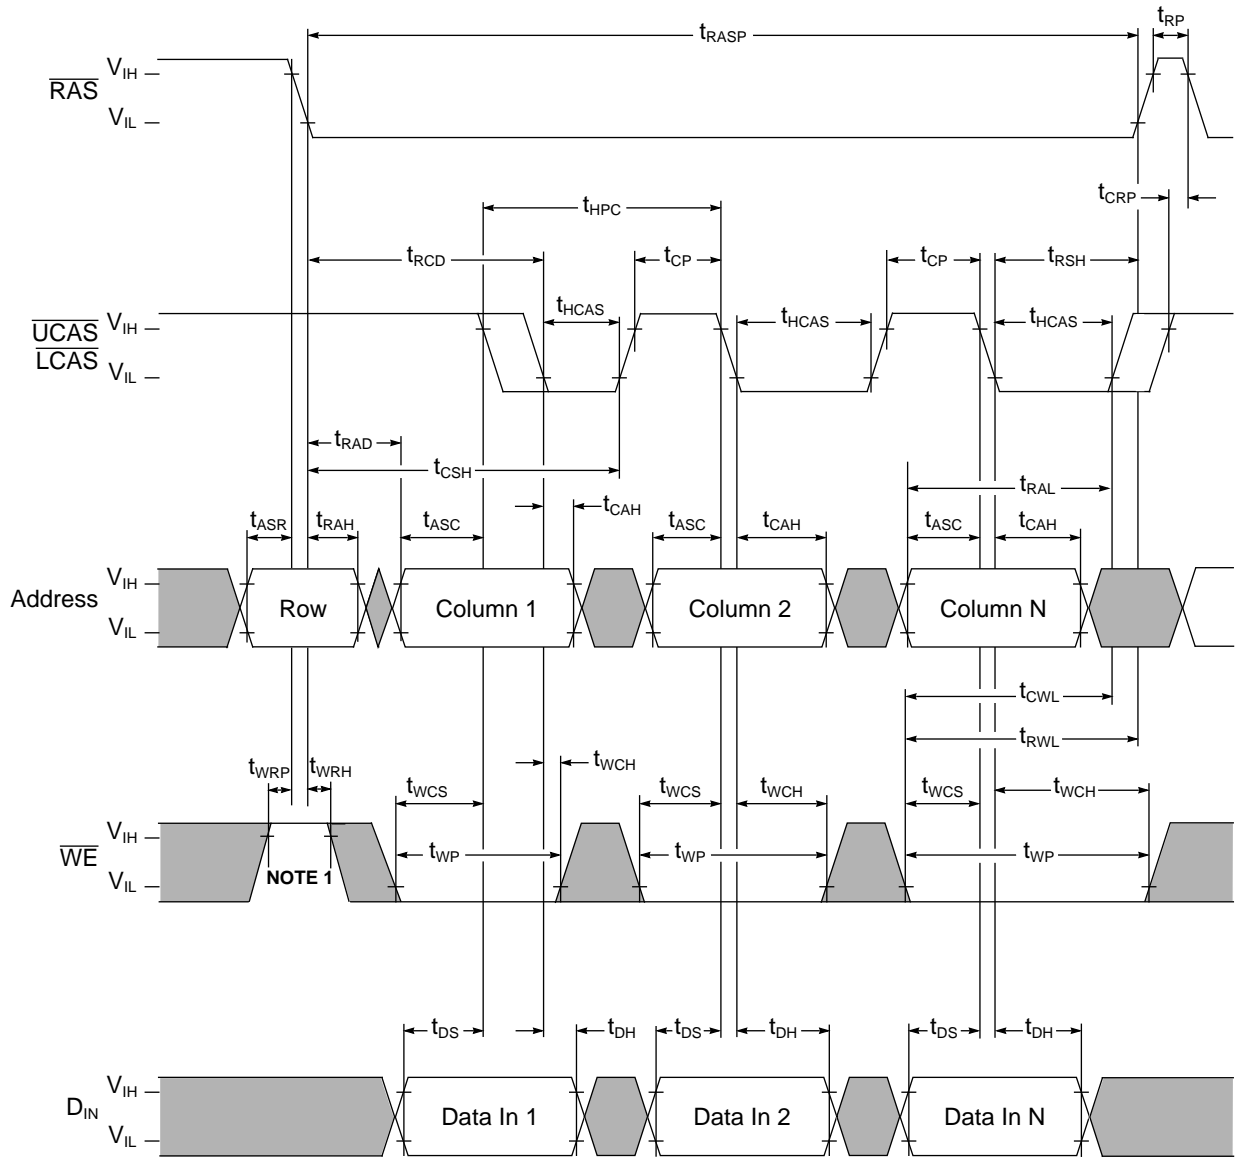 tRP
tRASP
VIH
RAS
VIL
tCRP
tHPC
tRCD tCP tCP tRSH
tHCAS tHCAS tHCAS
VIH
UCAS
LCAS
VIL
tRAD
tCSH
tRAL
tCAH
tASR tRAH tASC tASC tCAH tASC tCAH
VIH
Address Row Column 1 Column 2 Column N
VIL
tCWL
tRWL
tWCH
tWRP tWRH
tWCS tWCS tWCH tWCS tWCH
VIH
WE tWP tWP tWP
VIL NOTE 1
tDS tDH tDS tDH tDS tDH
VIH
DIN Data In 1 Data In 2 Data In N
VIL